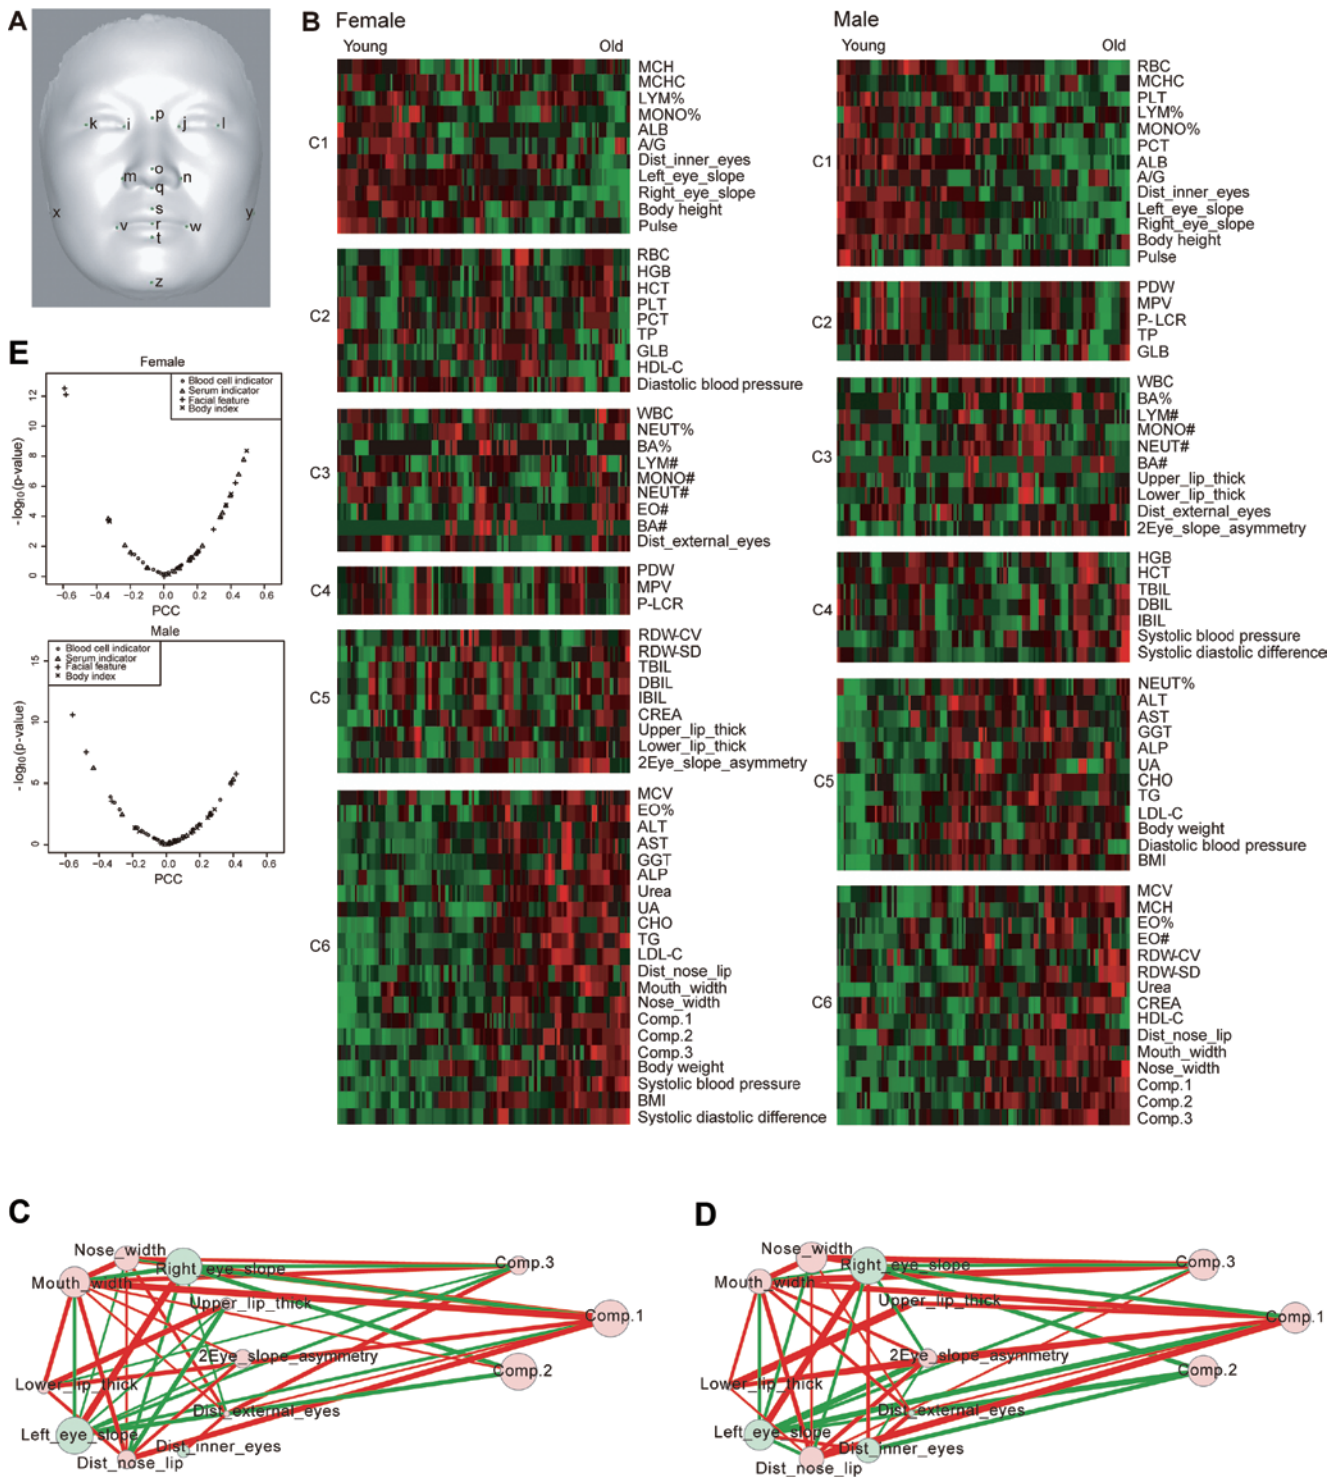 A
k
i
p
j
l
m
o
n
q
x
s
y
v
r
w
t
z
B
Female
Young
Old
C1
MCH
MCHC
LYM%
MONO%
ALB
A/G
Dist_inner_eyes
Left_eye_slope
Right_eye_slope
Body height
Pulse
C2
RBC
HGB
HCT
PLT
PCT
TP
GLB
HDL-C
Diastolic blood pressure
C3
WBC
NEUT%
BA%
LYM#
MONO#
NEUT#
EO#
BA#
Dist_external_eyes
C4
PDW
MPV
P-LCR
C5
RDW-CV
RDW-SD
TBIL
DBIL
IBIL
CREA
Upper_lip_thick
Lower_lip_thick
2Eye_slope_asymmetry
C6
MCV
EO%
ALT
AST
GGT
ALP
Urea
UA
CHO
TG
LDL-C
Dist_nose_lip
Mouth_width
Nose_width
Comp.1
Comp.2
Comp.3
Body weight
Systolic blood pressure
BMI
Systolic diastolic difference
Male
Young
Old
C1
RBC
MCHC
PLT
LYM%
MONO%
PCT
ALB
A/G
Dist_inner_eyes
Left_eye_slope
Right_eye_slope
Body height
Pulse
C2
PDW
MPV
P-LCR
TP
GLB
C3
WBC
BA%
LYM#
MONO#
NEUT#
BA#
Upper_lip_thick
Lower_lip_thick
Dist_external_eyes
2Eye_slope_asymmetry
C4
HGB
HCT
TBIL
DBIL
IBIL
Systolic blood pressure
Systolic diastolic difference
C5
NEUT%
ALT
AST
GGT
ALP
UA
CHO
TG
LDL-C
Body weight
Diastolic blood pressure
BMI
C6
MCV
MCH
EO%
EO#
RDW-CV
RDW-SD
Urea
CREA
HDL-C
Dist_nose_lip
Mouth_width
Nose_width
Comp.1
Comp.2
Comp.3
E
Female
Blood cell indicator
Serum indicator
Facial feature
Body index
-log10(p-value)
12
10
8
6
4
2
0
−0.6 −0.4 −0.2 0.0 0.2 0.4 0.6
PCC
Male
Blood cell indicator
Serum indicator
Facial feature
Body index
-log10(p-value)
15
10
5
0
−0.6 −0.4 −0.2 0.0 0.2 0.4 0.6
PCC
C
Nose_width
Comp.3
Right_eye_slope
Mouth_width
Upper_lip_thick
Comp.1
2Eye_slope_asymmetry
Comp.2
Lower_lip_thick
Dist_external_eyes
Left_eye_slope
Dist_inner_eyes
Dist_nose_lip
D
Nose_width
Comp.3
Right_eye_slope
Mouth_width
Upper_lip_thick
Comp.1
2Eye_slope_asymmetry
Comp.2
Lower_lip_thick
Dist_external_eyes
Left_eye_slope
Dist_inner_eyes
Dist_nose_lip